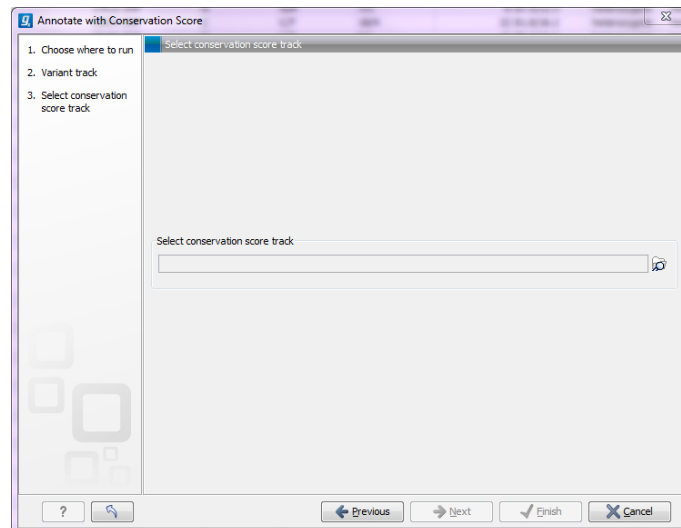 Annotate with Conservation Score
1. Choose where to run
2. Variant track
3. Select conservation
score track
Select conservation score track
Select conservation score track
?
Previous
Next
Finish
Cancel